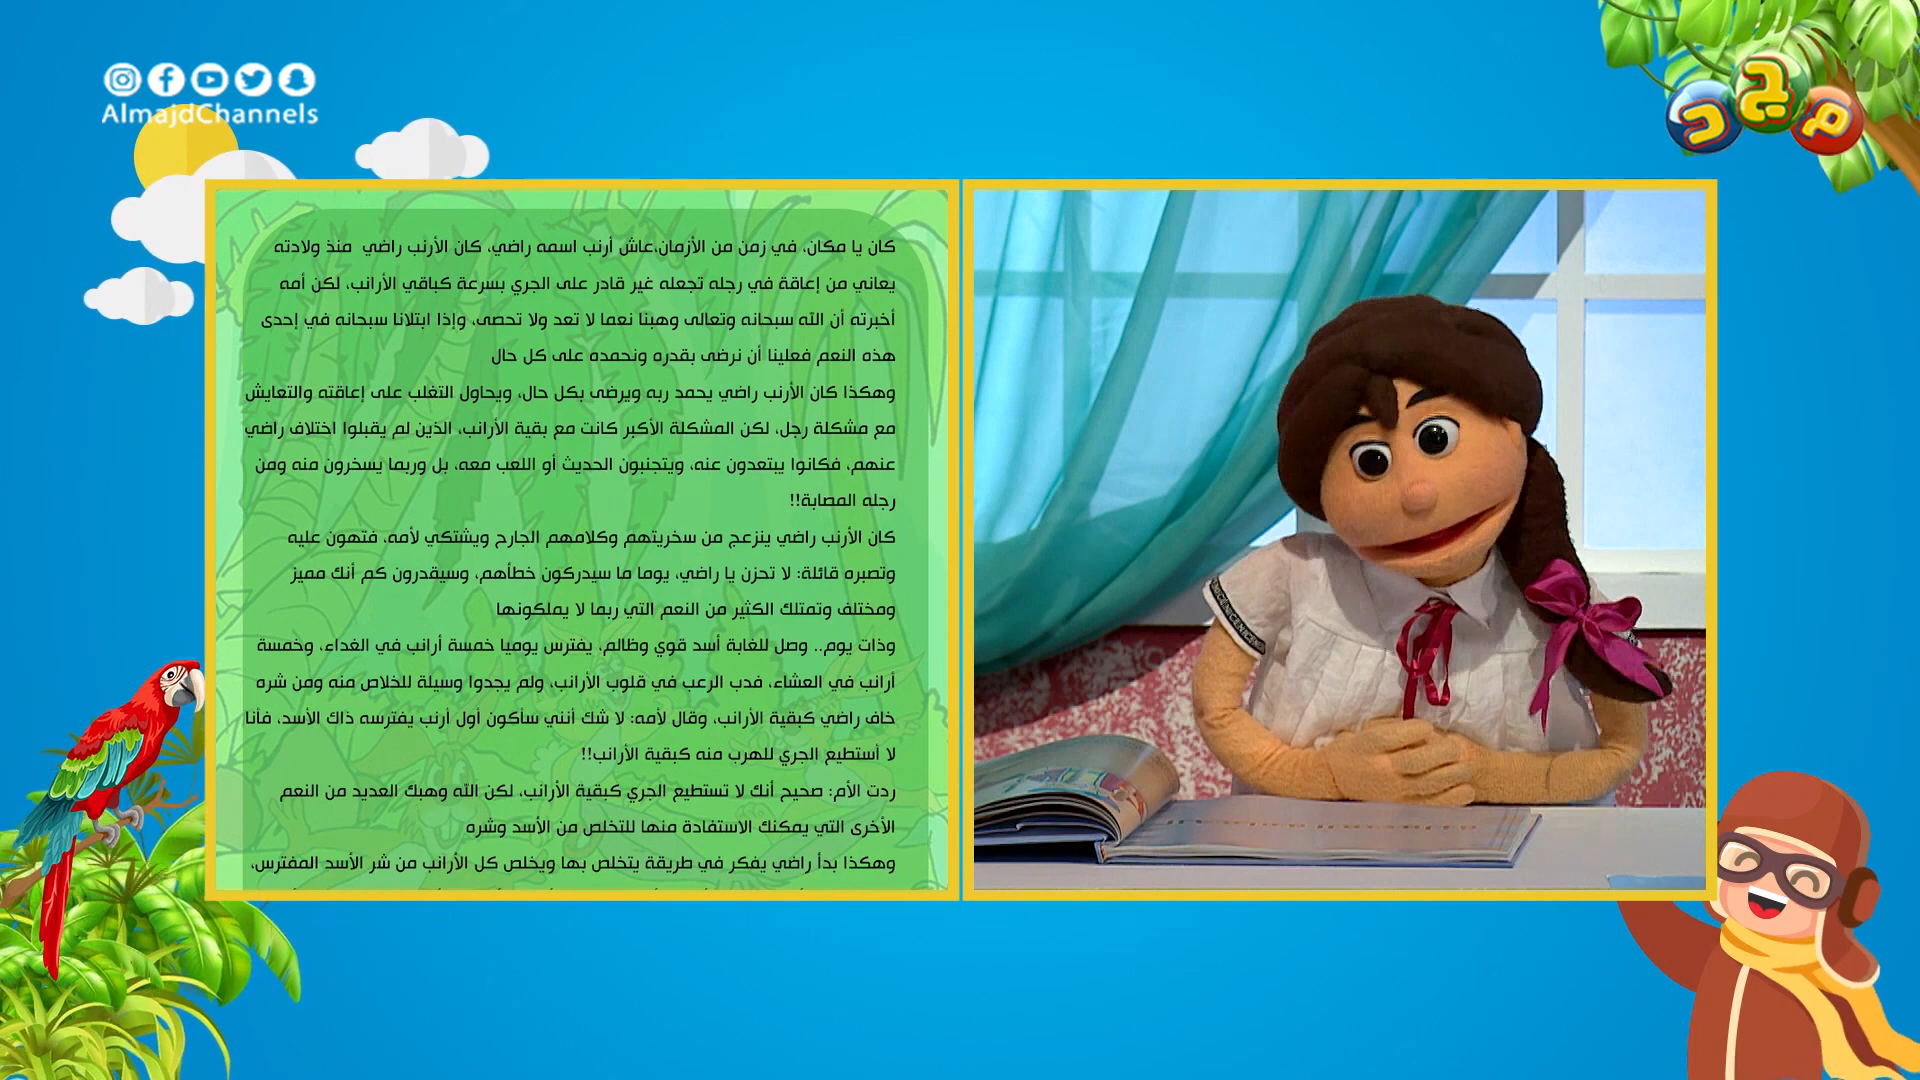 AlmajdChannels
مجد
كان يا مكان، في زمن من الأزمان،عاش أرنب اسمه راضي، كان الأرنب راضي منذ ولادته
يعاني من إعاقة في رجله تجعله غير قادر على الجري بسرعة كباقي الأرانب، لكن أمه
أخبرته أن الله سبحانه وتعالى وهبنا نعما لا تعد ولا تحصى، وإذا ابتلانا سبحانه في إحدى
هذه النعم فعلينا أن نرضى بقدره ونحمده على كل حال
وهكذا كان الأرنب راضي يحمد ربه ويرضى بكل حال، ويحاول التغلب على إعاقته والتعايش
مع مشكلة رجل، لكن المشكلة الأكبر كانت مع بقية الأرانب، الذين لم يقبلوا اختلاف راضي
عنهم، فكانوا يبتعدون عنه، ويتجنبون الحديث أو اللعب معه، بل وربما يسخرون منه ومن
رجله المصابة!!
كان الأرنب راضي ينزعج من سخريتهم وكلامهم الجارح ويشتكي لأمه، فتهون عليه
وتصبره قائلة: لا تحزن يا راضي، يوما ما سيدركون خطأهم، وسيقدرون كم أنك مميز
ومختلف وتمتلك الكثير من النعم التي ربما لا يملكونها
وذات يوم.. وصل للغابة أسد قوي وظالم، يفترس يوميا خمسة أرانب في الغداء، وخمسة
أرانب في العشاء، فدب الرعب في قلوب الأرانب، ولم يجدوا وسيلة للخلاص منه ومن شره
خاف راضي كبقية الأرانب، وقال لأمه: لا شك أنني سأكون أول أرنب يفترسه ذاك الأسد، فأنا
لا أستطيع الجري للهرب منه كبقية الأرانب!!
ردت الأم: صحيح أنك لا تستطيع الجري كبقية الأرانب، لكن الله وهبك العديد من النعم
الأخرى التي يمكنك الاستفادة منها للتخلص من الأسد وشره
وهكذا بدأ راضي يفكر في طريقة يتخلص بها ويخلص كل الأرانب من شر الأسد المفترس،